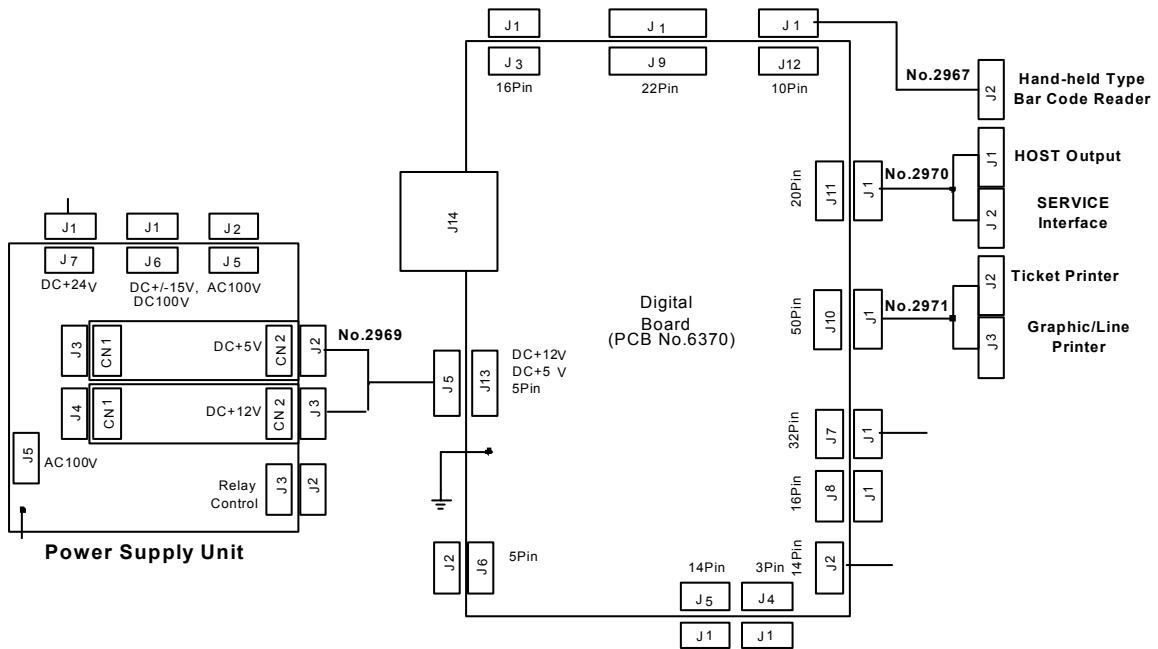 J1
J1
J1
J3
J9
J12
16Pin
22Pin
10Pin
No.2967
J2
Hand-held Type
Bar Code Reader
J1
HOST Output
20Pin
J11
J1
No.2970
J2
SERVICE
Interface
J14
J1
J1
J2
J7
J6
J5
DC+24V
DC+/-15V,
DC100V
AC100V
J2
Ticket Printer
50Pin
J10
J1
No.2971
J3
Graphic/Line
Printer
Digital
Board
(PCB No.6370)
J3
CN1
DC+5V
CN2
J2
No.2969
J5
J13
DC+12V
DC+5 V
5Pin
J4
CN1
DC+12V
CN2
J3
J5
AC100V
Relay
Control
J3
J2
Power Supply Unit
32Pin
J7
J1
16Pin
J8
J1
14Pin
J2
J2
J6
5Pin
14Pin
3Pin
J5
J4
J1
J1